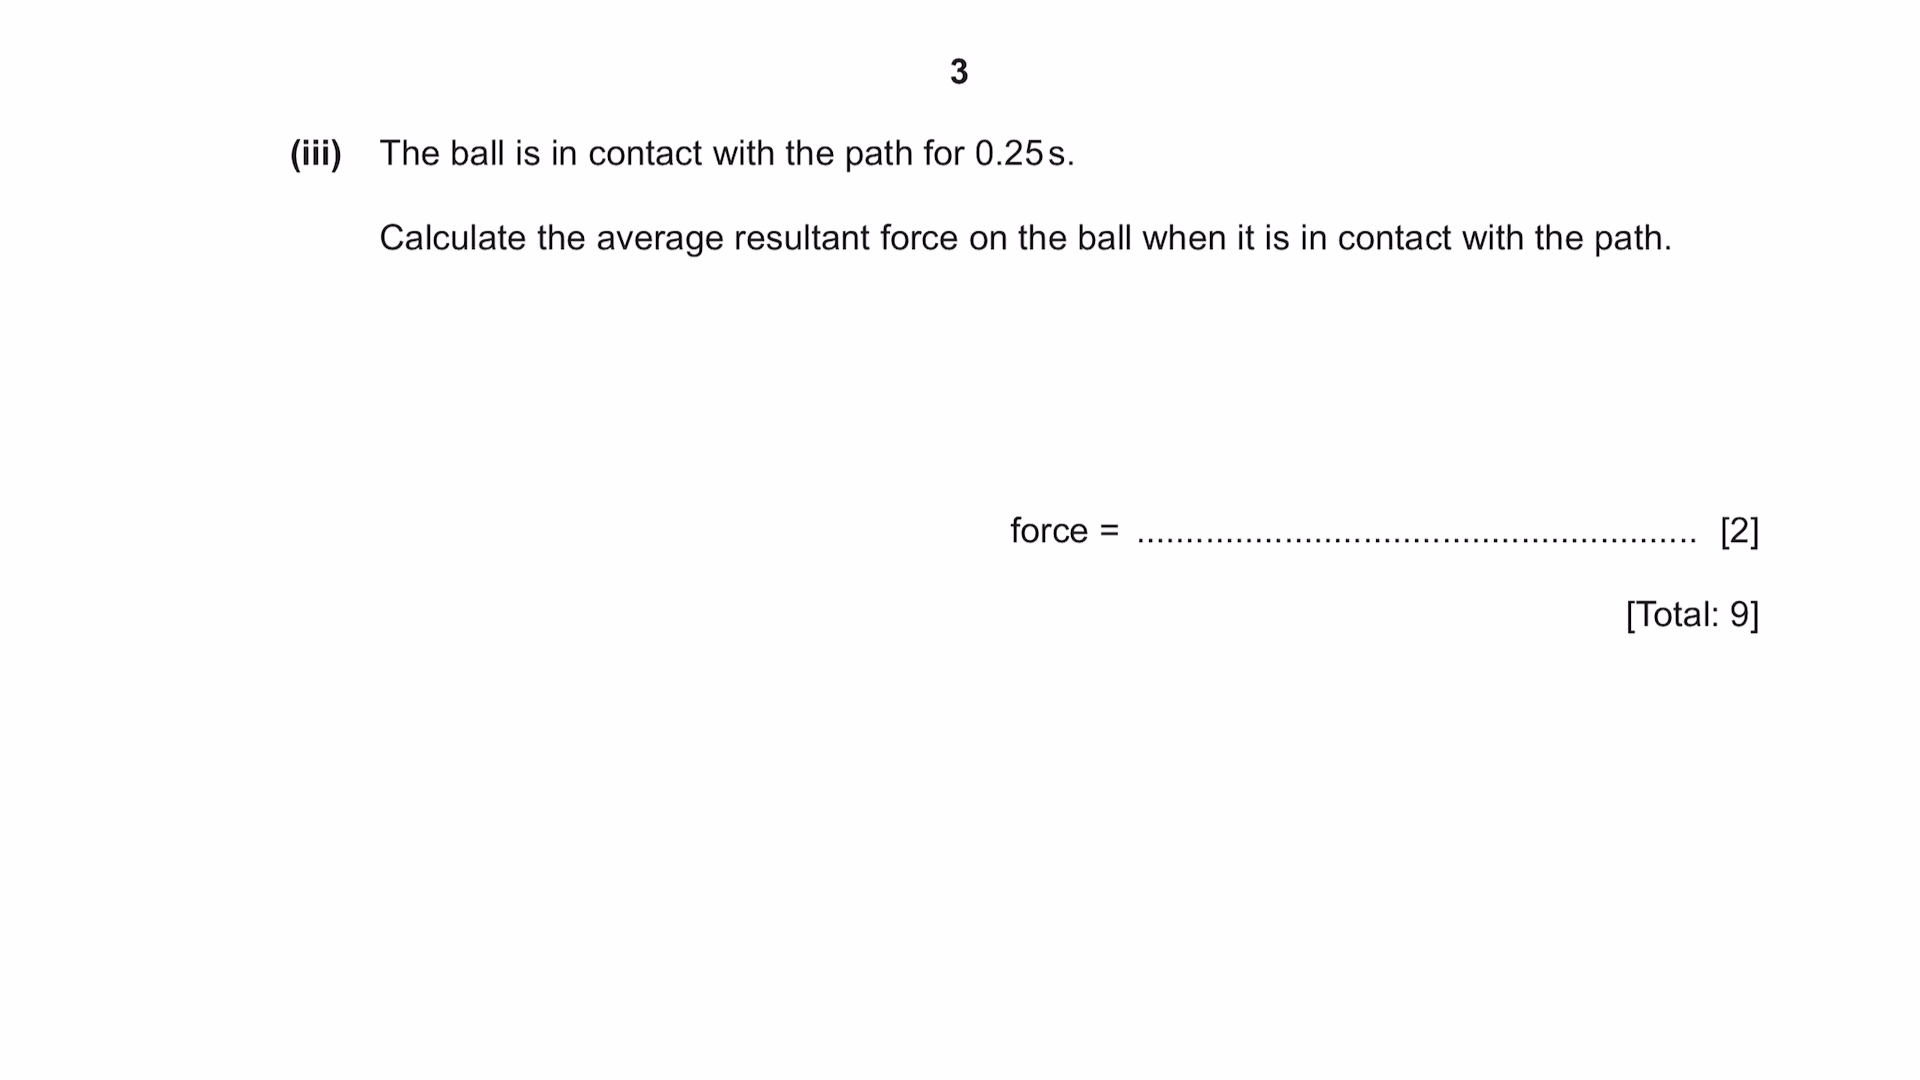 3
(iii) The ball is in contact with the path for 0.25 s.
Calculate the average resultant force on the ball when it is in contact with the path.
force = ......................................................... [2]
[Total: 9]